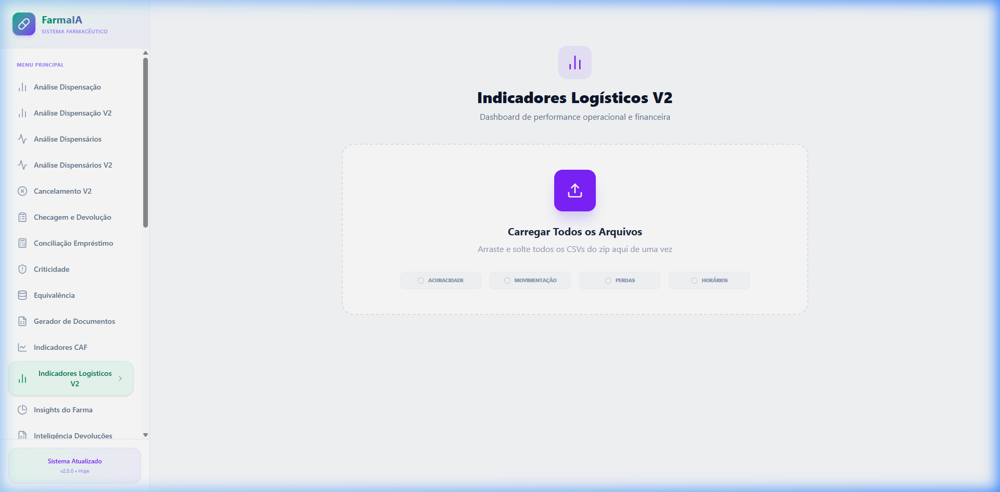 FarmaIA
SISTEMA FARMACÊUTICO
MENU PRINCIPAL
Análise Dispensação
Análise Dispensação V2
Análise Dispensários
Análise Dispensários V2
Cancelamento V2
Checagem e Devolução
Conciliação Empréstimo
Criticidade
Equivalência
Gerador de Documentos
Indicadores CAF
Indicadores Logísticos
V2
Insights do Farma
Inteligência Devoluções
Sistema Atualizado
v2.0.0 • Hoje
Indicadores Logísticos V2
Dashboard de performance operacional e financeira
Carregar Todos os Arquivos
Arraste e solte todos os CSVs do zip aqui de uma vez
ACURACIDADE
MOVIMENTAÇÃO
PERDAS
HORÁRIOS